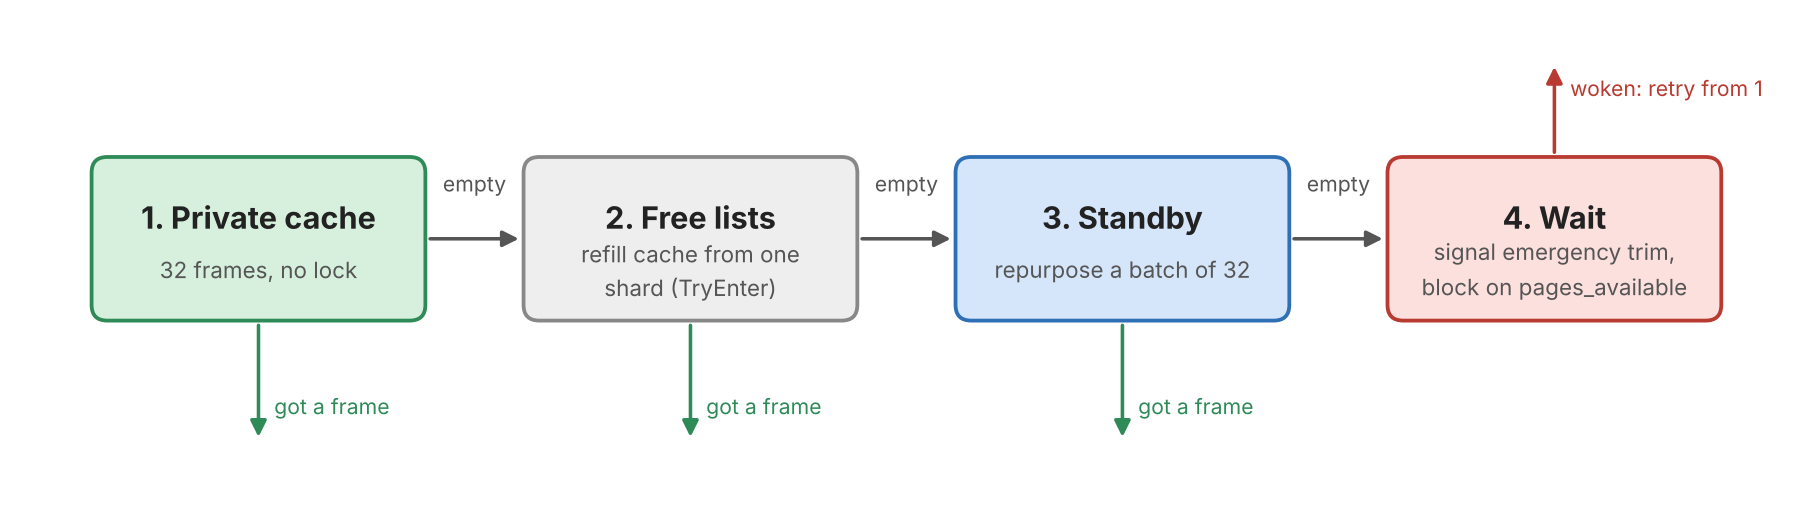 woken: retry from 1
empty
empty
empty
1. Private cache
32 frames, no lock
2. Free lists
refill cache from one
shard (TryEnter)
3. Standby
repurpose a batch of 32
4. Wait
signal emergency trim,
block on pages_available
got a frame
got a frame
got a frame